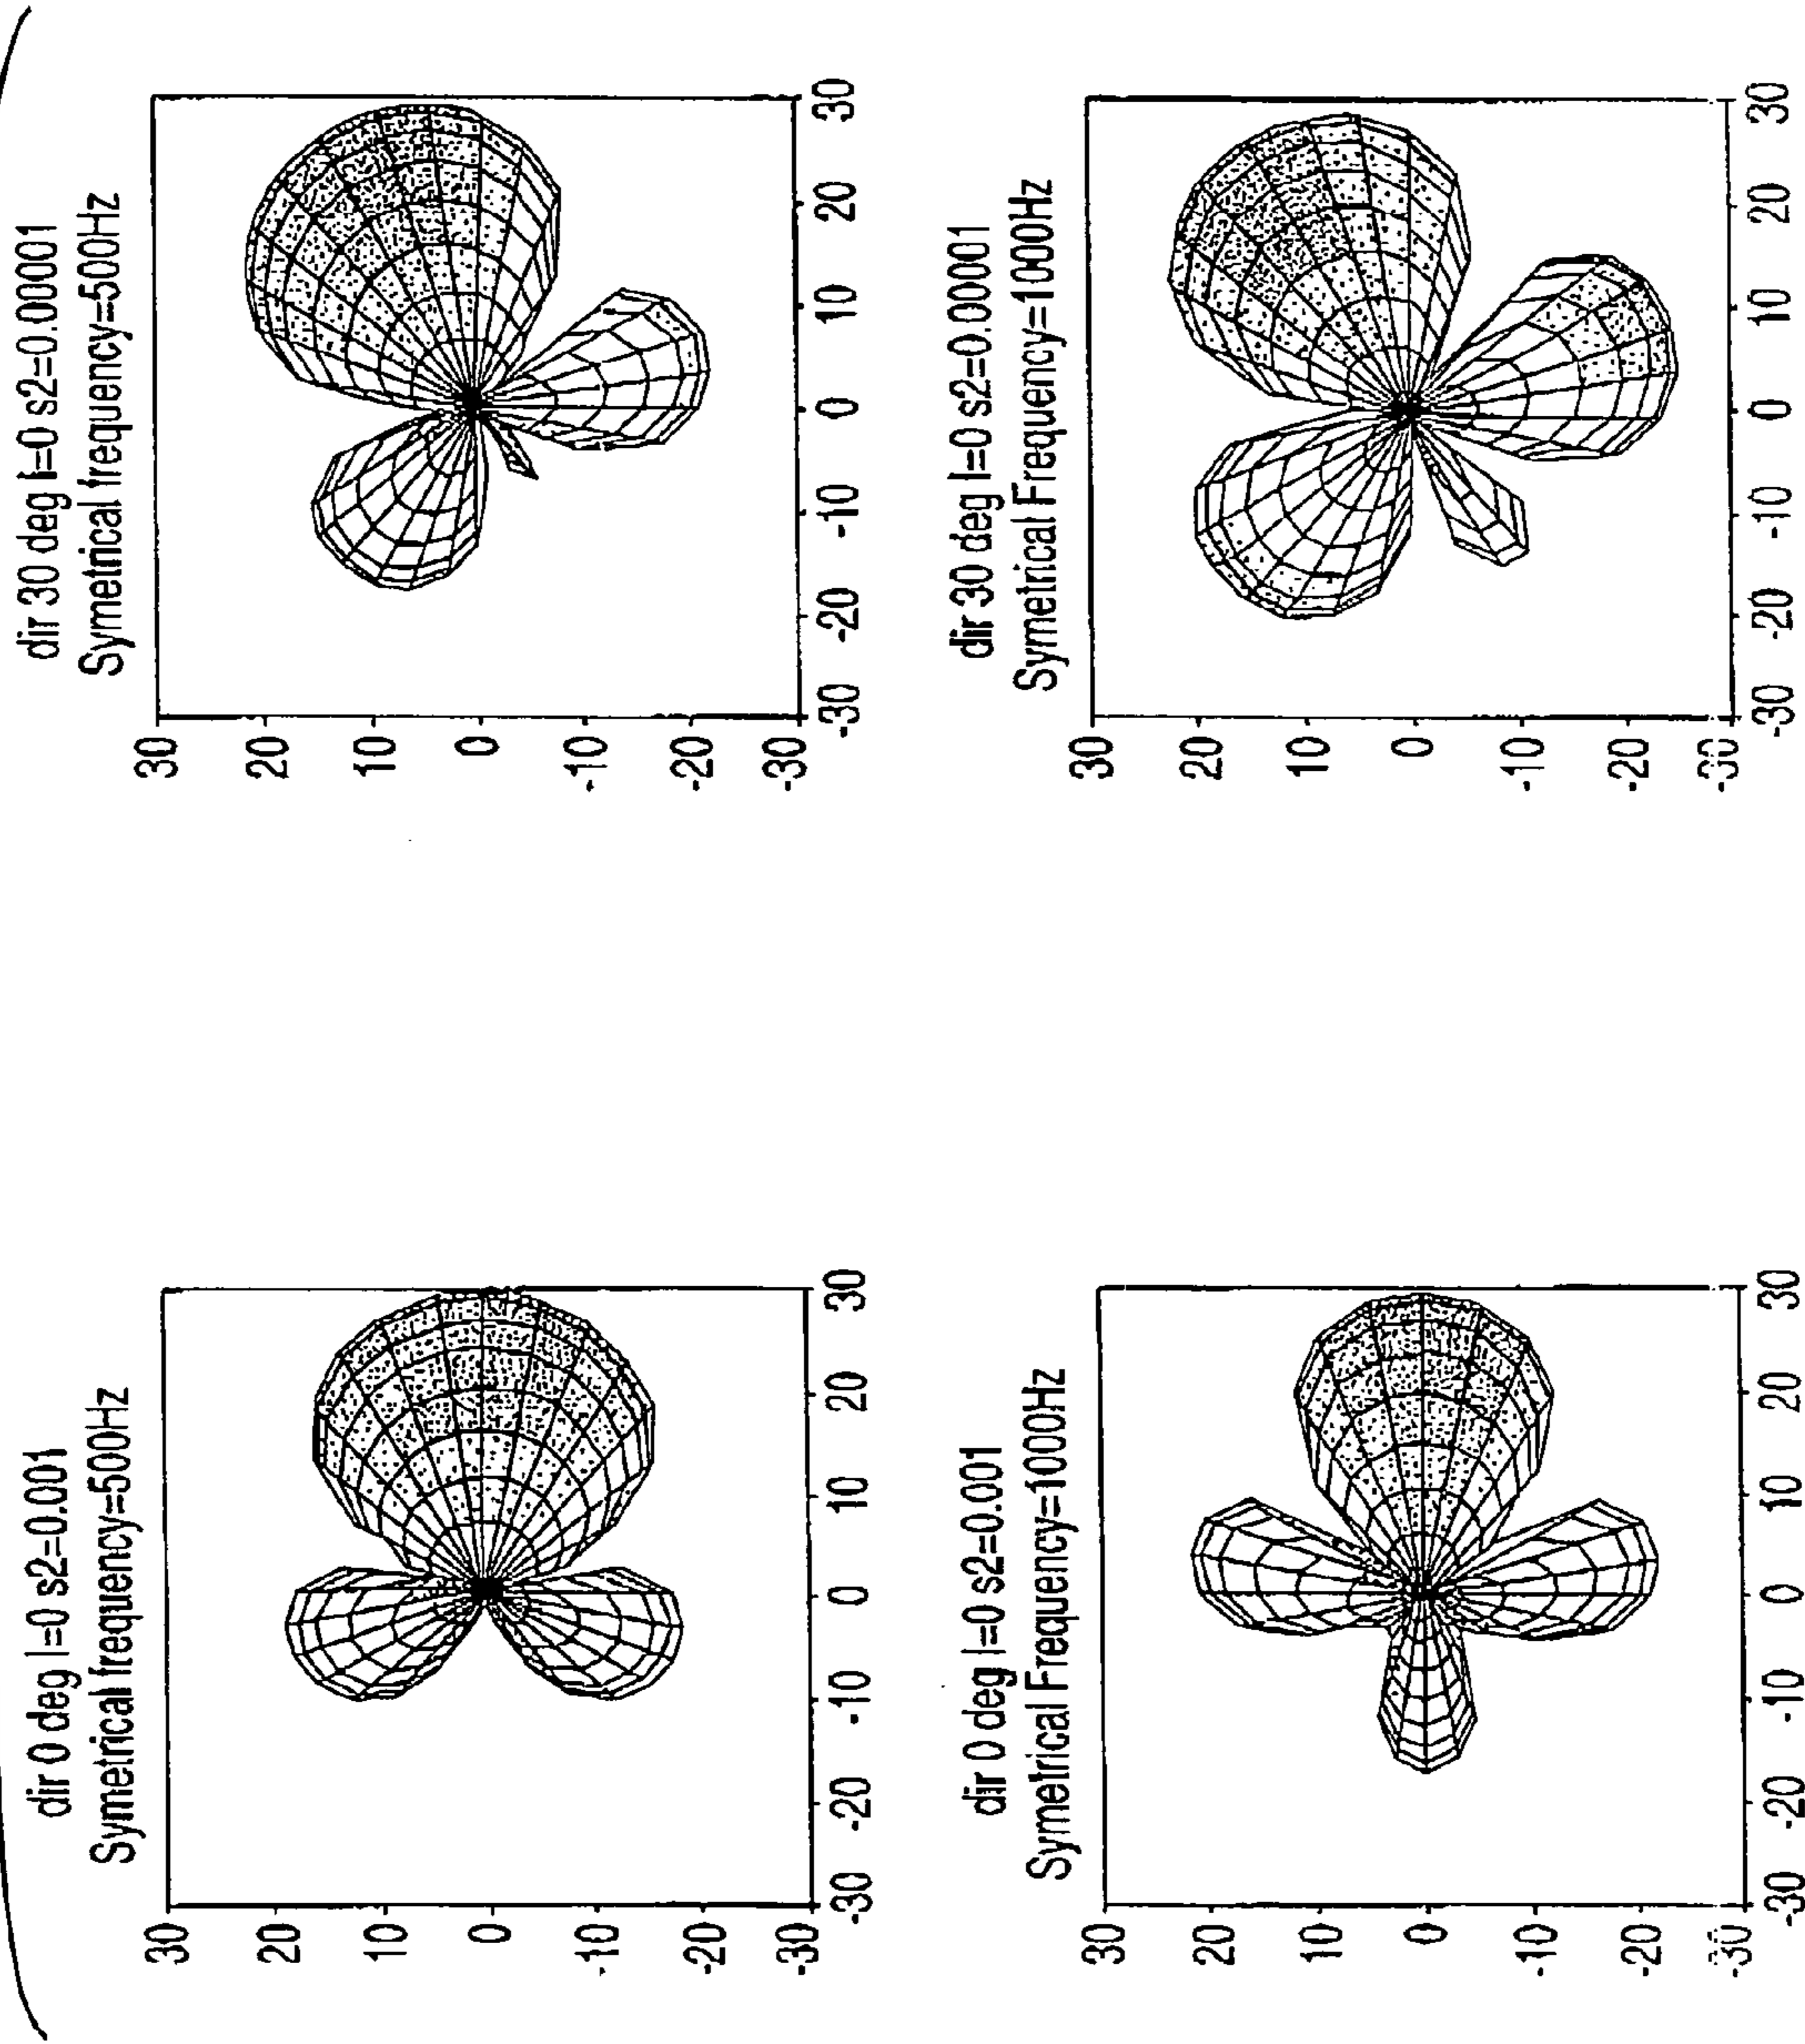 dir 0 deg l=0 s2=0.001
Symetrical frequency=500Hz
30
20
10
0
-10
-20
-30
-30 -20 -10 0 10 20 30
dir 30 deg l=0 s2=0.00001
Symetrical frequency=500Hz
30
20
10
0
-10
-20
-30
-30 -20 -10 0 10 20 30
dir 0 deg l=0 s2=0.001
Symetrical Frequency=1000Hz
30
20
10
0
-10
-20
-30
-30 -20 -10 0 10 20 30
dir 30 deg l=0 s2=0.00001
Symetrical Frequency=1000Hz
30
20
10
0
-10
-20
-30
-30 -20 -10 0 10 20 30